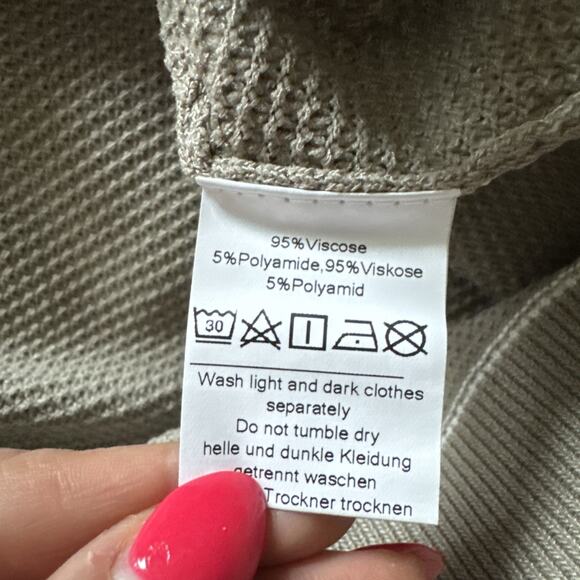 95%Viscose
5%Polyamide,95%Viskose
5%Polyamid
30
Wash light and dark clothes
separately
Do not tumble dry
helle und dunkle Kleidung
getrennt waschen
Trockner trocknen